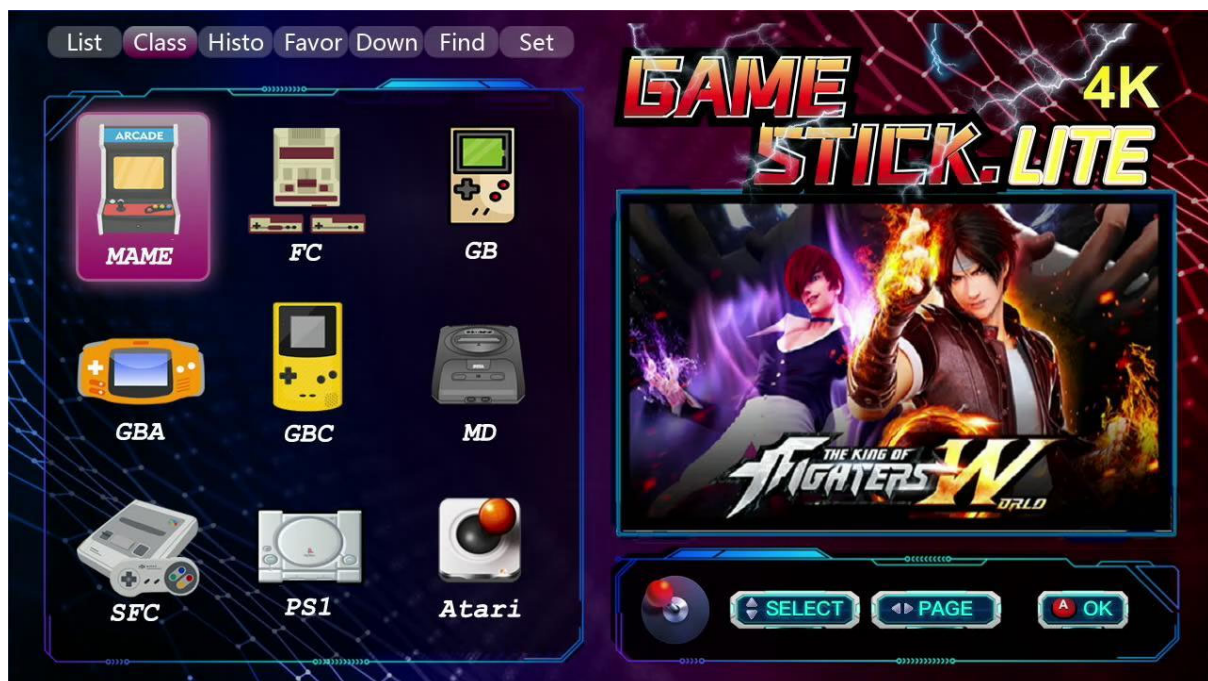 List Class Histo Favor Down Find Set
GAME
4K
STICK. LITE
ARCADE
MAME FC GB
GBA GBC MD
SFC PS1 Atari
THE KING OF
FIGHTERS
WORLD
SELECT PAGE A OK